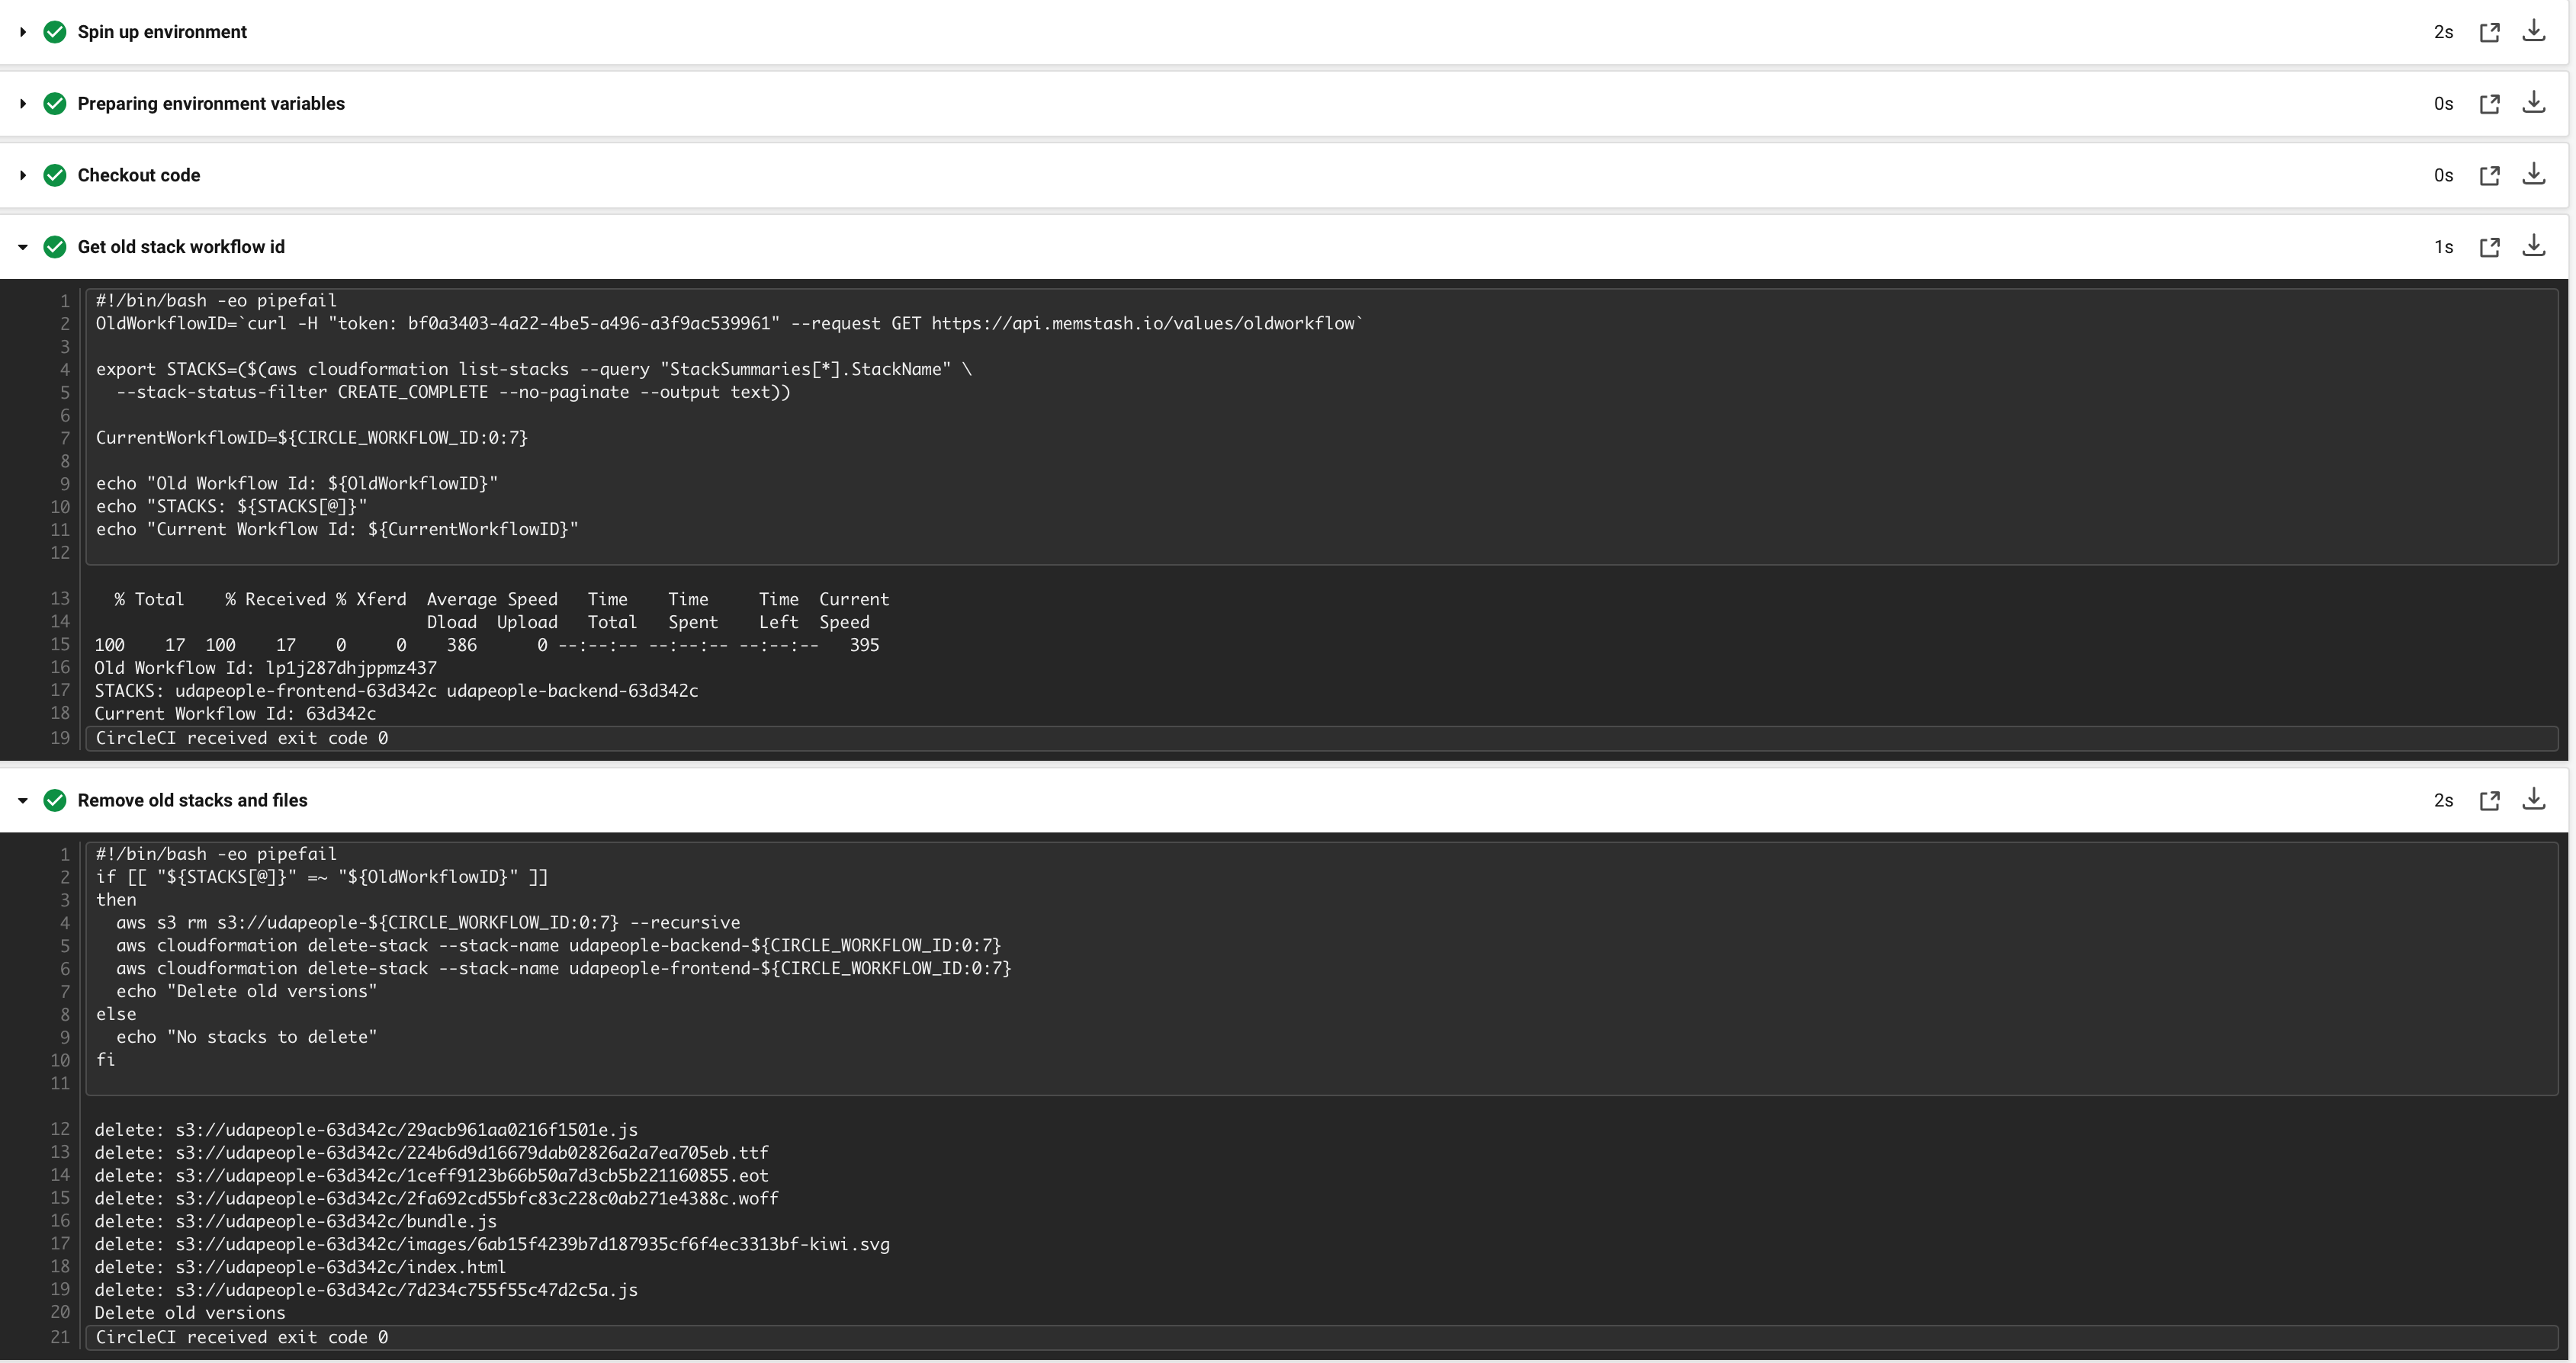 Spin up environment 2s
Preparing environment variables 0s
Checkout code 0s
Get old stack workflow id 1s
1 #!/bin/bash -eo pipefail
2 OldWorkflowID=`curl -H "token: bf0a3403-4a22-4be5-a496-a3f9ac539961" --request GET https://api.memstash.io/values/oldworkflow`
3
4 export STACKS=($(aws cloudformation list-stacks --query "StackSummaries[*].StackName" \
5   --stack-status-filter CREATE_COMPLETE --no-paginate --output text))
6
7 CurrentWorkflowID=${CIRCLE_WORKFLOW_ID:0:7}
8
9 echo "Old Workflow Id: ${OldWorkflowID}"
10 echo "STACKS: ${STACKS[@]}"
11 echo "Current Workflow Id: ${CurrentWorkflowID}"
12
13   % Total    % Received % Xferd  Average Speed   Time    Time     Time  Current
14                                  Dload  Upload   Total   Spent    Left  Speed
15 100    17  100    17    0     0    386      0 --:--:-- --:--:-- --:--:--   395
16 Old Workflow Id: lp1j287dhjppmz437
17 STACKS: udapeople-frontend-63d342c udapeople-backend-63d342c
18 Current Workflow Id: 63d342c
19 CircleCI received exit code 0
Remove old stacks and files 2s
1 #!/bin/bash -eo pipefail
2 if [[ "${STACKS[@]}" =~ "${OldWorkflowID}" ]]
3 then
4   aws s3 rm s3://udapeople-${CIRCLE_WORKFLOW_ID:0:7} --recursive
5   aws cloudformation delete-stack --stack-name udapeople-backend-${CIRCLE_WORKFLOW_ID:0:7}
6   aws cloudformation delete-stack --stack-name udapeople-frontend-${CIRCLE_WORKFLOW_ID:0:7}
7   echo "Delete old versions"
8 else
9   echo "No stacks to delete"
10 fi
11
12 delete: s3://udapeople-63d342c/29acb961aa0216f1501e.js
13 delete: s3://udapeople-63d342c/224b6d9d16679dab02826a2a7ea705eb.ttf
14 delete: s3://udapeople-63d342c/1ceff9123b66b50a7d3cb5b221160855.eot
15 delete: s3://udapeople-63d342c/2fa692cd55bfc83c228c0ab271e4388c.woff
16 delete: s3://udapeople-63d342c/bundle.js
17 delete: s3://udapeople-63d342c/images/6ab15f4239b7d187935cf6f4ec3313bf-kiwi.svg
18 delete: s3://udapeople-63d342c/index.html
19 delete: s3://udapeople-63d342c/7d234c755f55c47d2c5a.js
20 Delete old versions
21 CircleCI received exit code 0